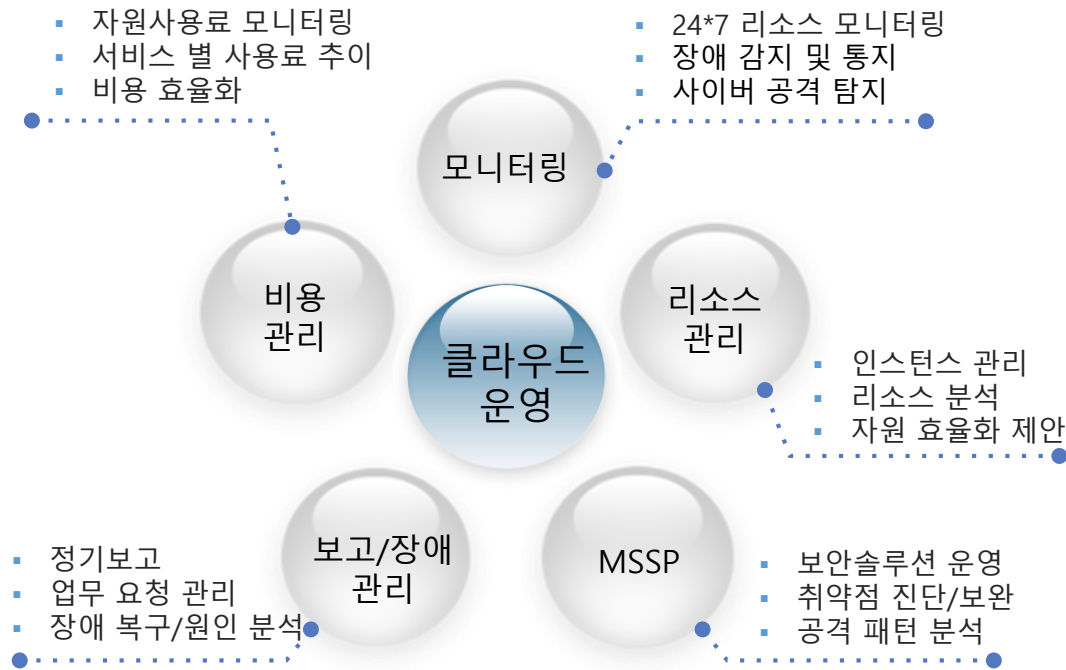 자원사용료 모니터링
서비스 별 사용료 추이
비용 효율화
24*7 리소스 모니터링
장애 감지 및 통지
사이버 공격 탐지
모니터링
비용
관리
리소스
관리
클라우드
운영
인스턴스 관리
리소스 분석
자원 효율화 제안
보고/장애
관리
MSSP
정기보고
업무 요청 관리
장애 복구/원인 분석
보안솔루션 운영
취약점 진단/보완
공격 패턴 분석